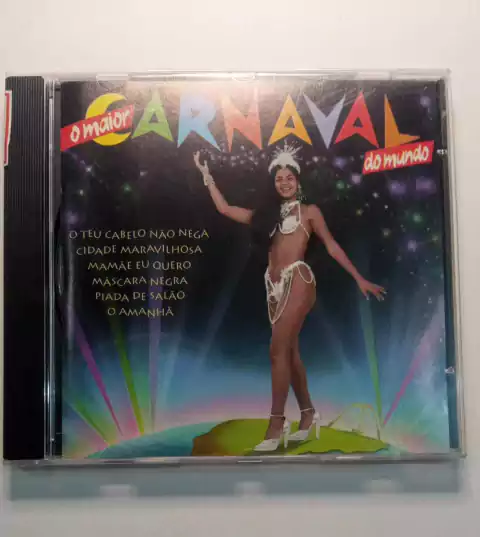 o maior
CARNAVAL
do mundo
O TEU CABELO NÃO NEGA
CIDADE MARAVILHOSA
MAMÃE EU QUERO
MÁSCARA NEGRA
PIADA DE SALÃO
O AMANHÃ